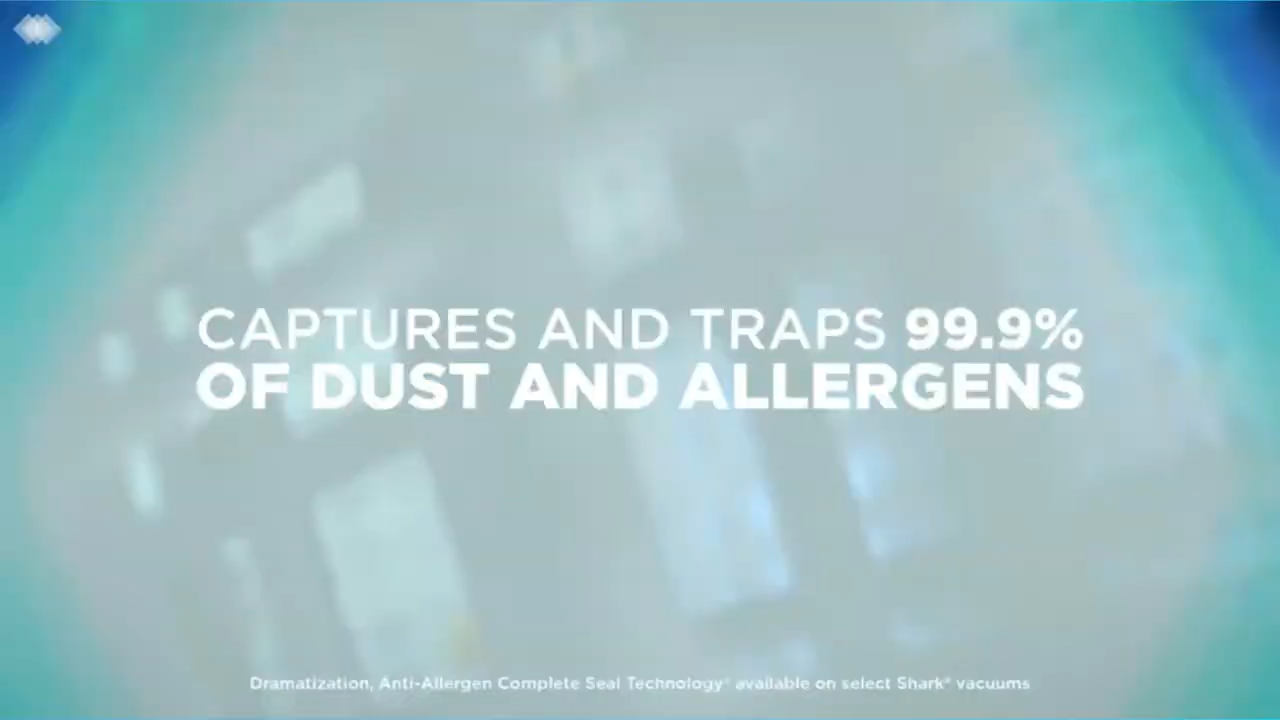 CAPTURES AND TRAPS 99.9%
OF DUST AND ALLERGENS
Dramatization, Anti-Allergen Complete Seal Technology® available on select Shark® vacuums